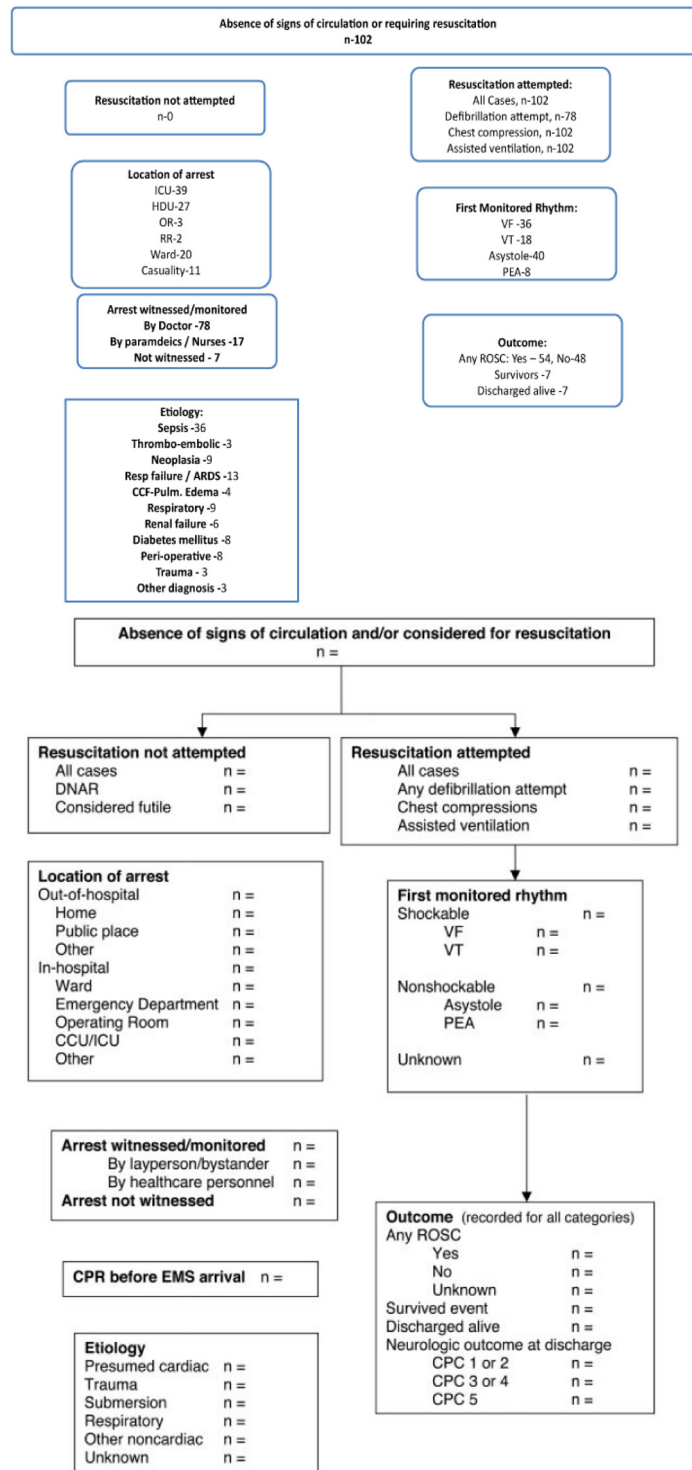 Absence of signs of circulation or requiring resuscitation
n-102
Resuscitation not attempted
n-0
Location of arrest
ICU-39
HDU-27
OR-3
RR-2
Ward-20
Casuality-11
Arrest witnessed/monitored
By Doctor -78
By paramdeics / Nurses -17
Not witnessed - 7
Etiology:
Sepsis -36
Thrombo-embolic -3
Neoplasia -9
Resp failure / ARDS -13
CCF-Pulm. Edema -4
Respiratory -9
Renal failure -6
Diabetes mellitus -8
Peri-operative -8
Trauma - 3
Other diagnosis -3
Resuscitation attempted:
All Cases, n-102
Defibrillation attempt, n-78
Chest compression, n-102
Assisted ventilation, n-102
First Monitored Rhythm:
VF -36
VT -18
Asystole-40
PEA-8
Outcome:
Any ROSC: Yes – 54, No-48
Survivors -7
Discharged alive -7
Absence of signs of circulation and/or considered for resuscitation
n =
Resuscitation not attempted
All cases n =
DNAR n =
Considered futile n =
Location of arrest
Out-of-hospital n =
Home n =
Public place n =
Other n =
In-hospital n =
Ward n =
Emergency Department n =
Operating Room n =
CCU/ICU n =
Other n =
Arrest witnessed/monitored n =
By layperson/bystander n =
By healthcare personnel n =
Arrest not witnessed n =
CPR before EMS arrival n =
Etiology
Presumed cardiac n =
Trauma n =
Submersion n =
Respiratory n =
Other noncardiac n =
Unknown n =
Resuscitation attempted
All cases n =
Any defibrillation attempt n =
Chest compressions n =
Assisted ventilation n =
First monitored rhythm
Shockable n =
VF n =
VT n =
Nonshockable n =
Asystole n =
PEA n =
Unknown n =
Outcome (recorded for all categories)
Any ROSC
Yes n =
No n =
Unknown n =
Survived event n =
Discharged alive n =
Neurologic outcome at discharge
CPC 1 or 2 n =
CPC 3 or 4 n =
CPC 5 n =